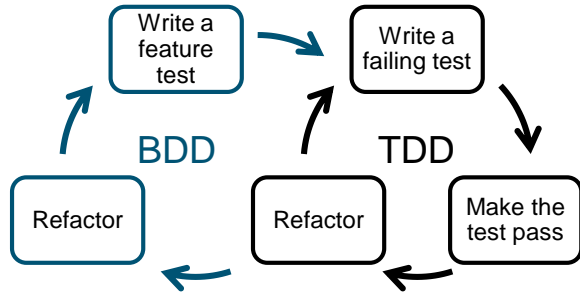 Write a
feature
test
Write a
failing test
BDD
TDD
Refactor
Refactor
Make the
test pass